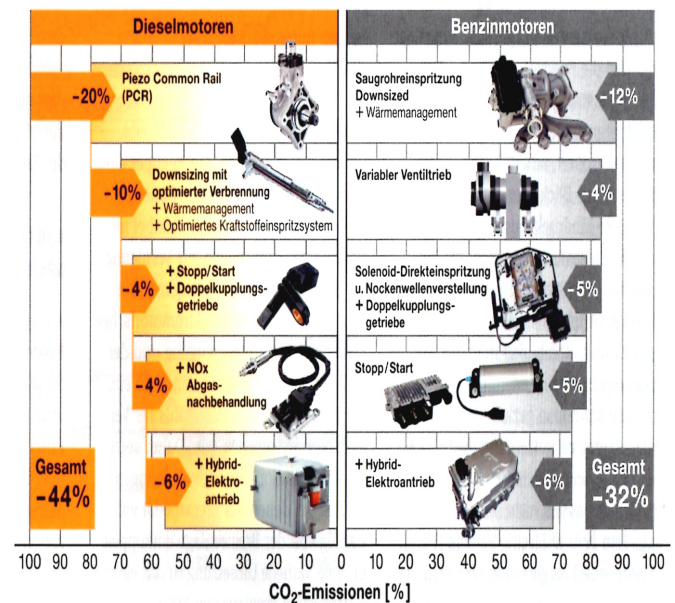 Dieselmotoren
Benzinmotoren
-20%
Piezo Common Rail
(PCR)
Saugrohreinspritzung
Downsized
+ Wärmemanagement
-12%
-10%
Downsizing mit
optimierter Verbrennung
+ Wärmemanagement
+ Optimiertes Kraftstoffeinspritzsystem
Variabler Ventiltrieb
-4%
-4%
+ Stopp/Start
+ Doppelkupplungs-
getriebe
Solenoid-Direkteinspritzung
u. Nockenwellenverstellung
+ Doppelkupplungs-
getriebe
-5%
-4%
+ NOx
Abgas-
nachbehandlung
Stopp/Start
-5%
Gesamt
-44%
-6%
+ Hybrid-
Elektro-
antrieb
+ Hybrid-
Elektroantrieb
-6%
Gesamt
-32%
100 90 80 70 60 50 40 30 20 10 0 10 20 30 40 50 60 70 80 90 100
CO₂-Emissionen [%]